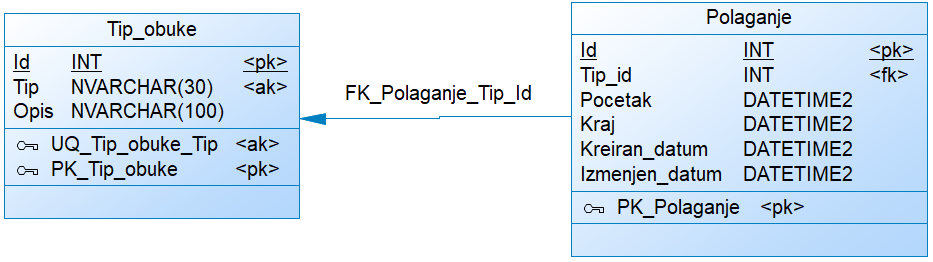 Tip_obuke
Id INT <pk>
Tip NVARCHAR(30) <ak>
Opis NVARCHAR(100)
UQ_Tip_obuke_Tip <ak>
PK_Tip_obuke <pk>
FK_Polaganje_Tip_Id
Polaganje
Id INT <pk>
Tip_id INT <fk>
Pocetak DATETIME2
Kraj DATETIME2
Kreiran_datum DATETIME2
Izmenjen_datum DATETIME2
PK_Polaganje <pk>